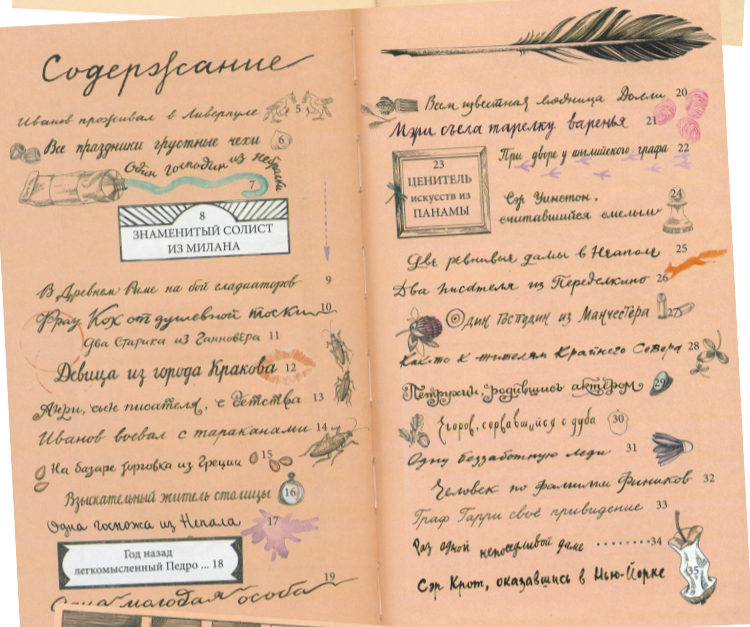 Содержание
Иванов проживал в Ливерпуле 5
Все праздники грустные чехи 6
Один господин из Небраски
7
8
ЗНАМЕНИТЫЙ СОЛИСТ
ИЗ МИЛАНА
В Древнем Риме на бой гладиаторов 9
Фрау Кох от душевной тоски 10
Два старика из Ганновера 11
Девица из города Кракова 12
Анри, сын писателя, с детства 13
Иванов воевал с тараканами 14
На базаре торговка из Греции 15
Взыскательный житель столицы 16
Одна госпожа из Непала 17
Год назад
легкомысленный Педро ... 18
Одна молодая особа 19
Всем известная модница Долли 20
Мэри съела тарелку варенья 21
При дворе у английского графа 22
23
ЦЕНИТЕЛЬ
искусств из
ПАНАМЫ
Сэр Уинстон,
считавшийся смелым 24
Две ревнивые дамы в Неаполе 25
Два писателя из Переделкино 26
Один господин из Манчестера 27
Как-то к жителям Крайнего Севера 28
Петрухин, родившись актёром 29
Егоров, сорвавшийся с дуба 30
Одну беззаботную леди 31
Человек по фамилии Фиников 32
Граф Гарри своё привидение 33
Раз одной непоседливой даме ........ 34
Сэр Крот, оказавшись в Нью-Йорке 35